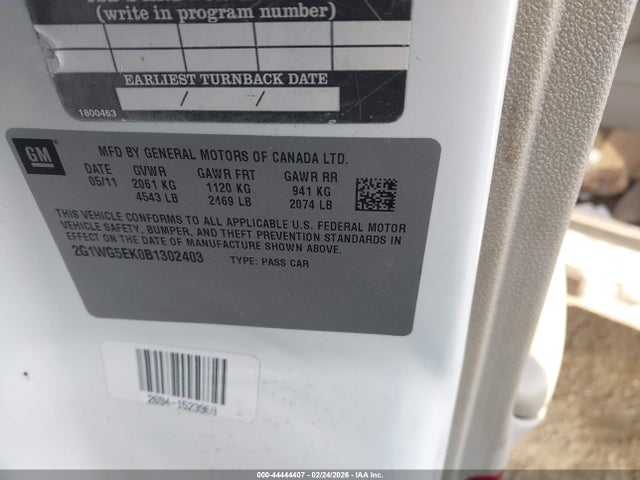 (write in program number)
EARLIEST TURNBACK DATE
/ /
1800463
GM
MFD BY GENERAL MOTORS OF CANADA LTD.
DATE GVWR GAWR FRT GAWR RR
05/11 2061 KG 1120 KG 941 KG
4543 LB 2469 LB 2074 LB
THIS VEHICLE CONFORMS TO ALL APPLICABLE U.S. FEDERAL MOTOR
VEHICLE SAFETY, BUMPER, AND THEFT PREVENTION STANDARDS IN
EFFECT ON THE DATE OF MANUFACTURE SHOWN ABOVE.
2G1WG5EK0B1302403 TYPE: PASS CAR
2694-1523969
000-44444407 - 02/24/2026 - IAA Inc.